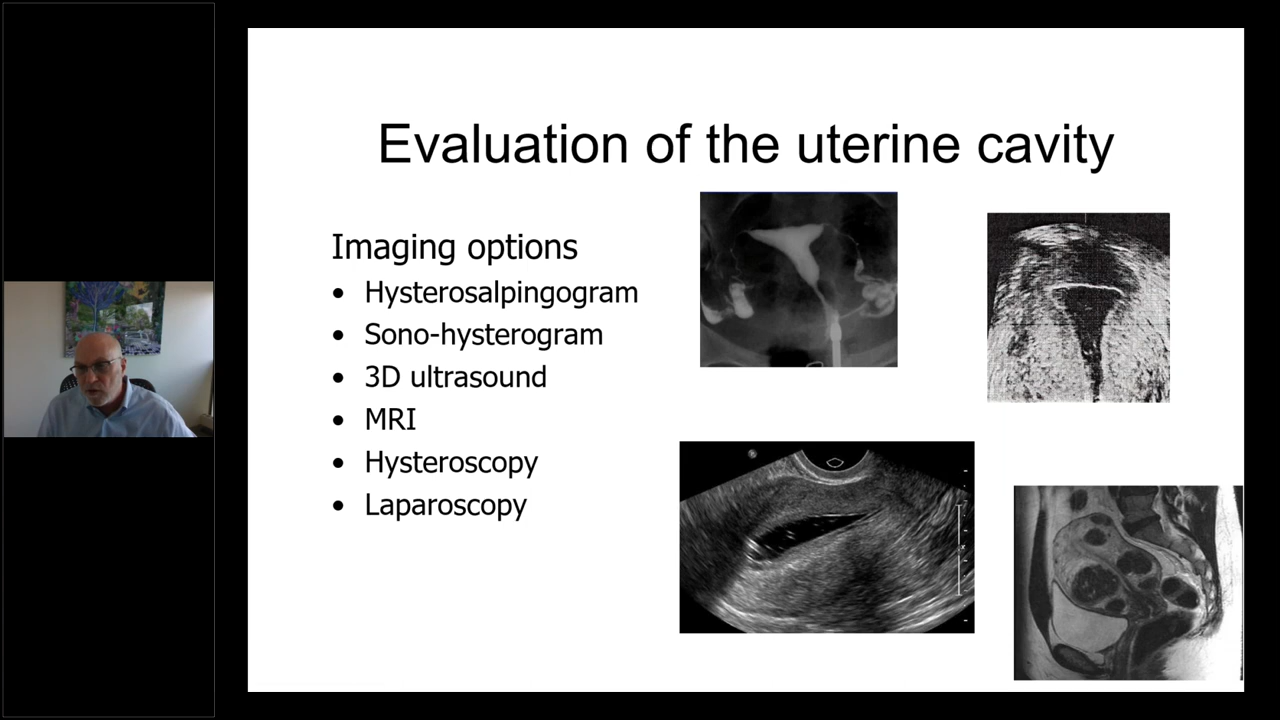 Evaluation of the uterine cavity
Imaging options
• Hysterosalpingogram
• Sono-hysterogram
• 3D ultrasound
• MRI
• Hysteroscopy
• Laparoscopy